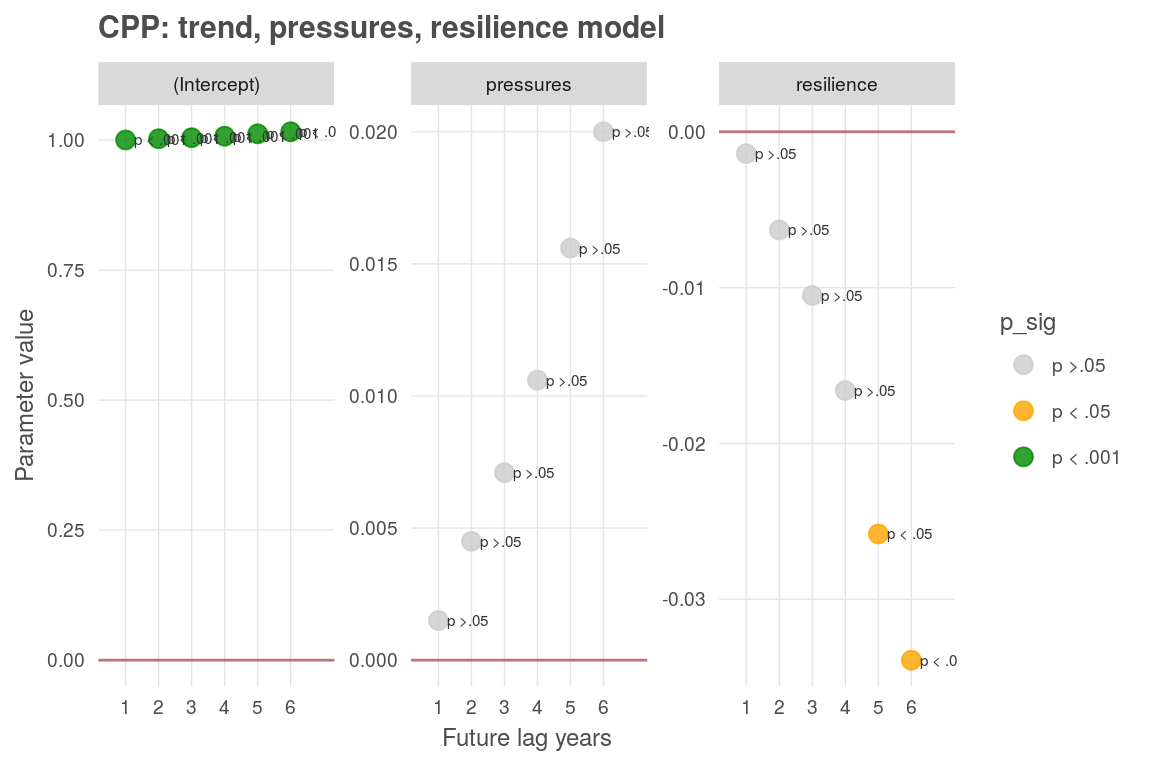 CPP: trend, pressures, resilience model
(Intercept)
pressures
resilience
Parameter value
1.00
0.75
0.50
0.25
0.00
p < .001
1 2 3 4 5 6
0.020
0.015
0.010
0.005
0.000
p >.05
p >.05
p >.05
p >.05
p >.05
p >.05
1 2 3 4 5 6
0.00
-0.01
-0.02
-0.03
p >.05
p >.05
p >.05
p >.05
p < .05
p < .0
1 2 3 4 5 6
Future lag years
p_sig
p >.05
p < .05
p < .001